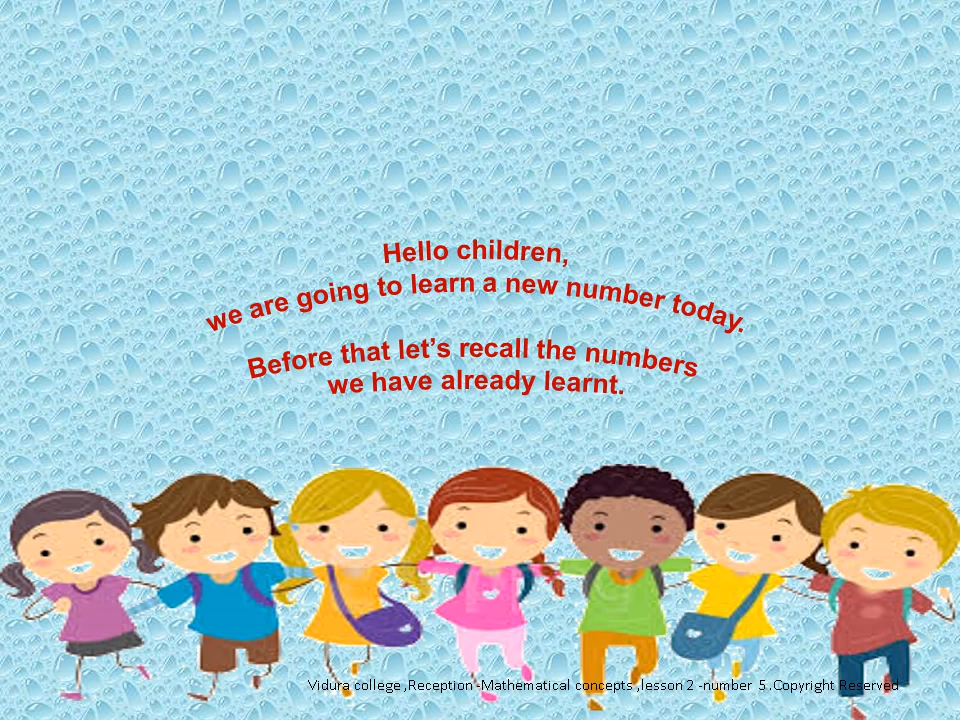 Hello children,
we are going to learn a new number today.
Before that let’s recall the numbers
we have already learnt.
Vidura college ,Reception -Mathematical concepts ,lesson 2 -number 5 .Copyright Reserved